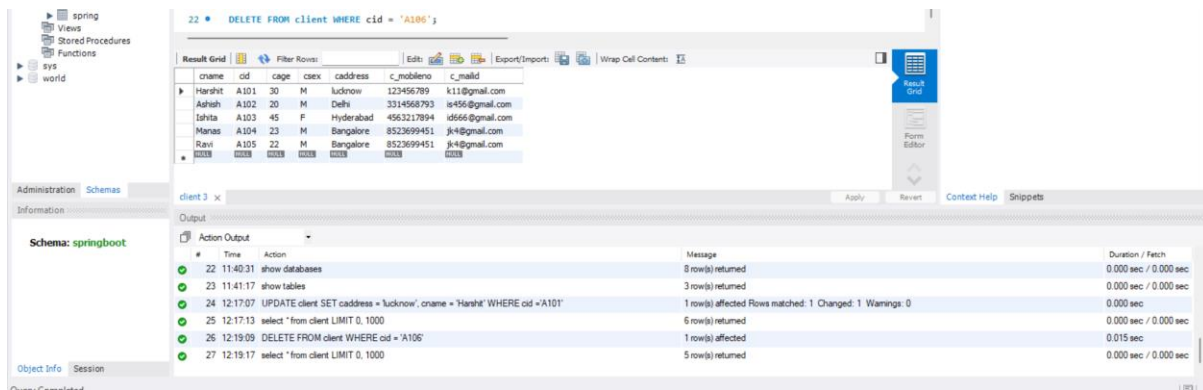 spring
Views
Stored Procedures
Functions
sys
world
Administration Schemas
Information
Schema: springboot
Object Info Session
Query Completed
22 DELETE FROM client WHERE cid = 'A106';
Result Grid Filter Rows: Edit: Export/Import: Wrap Cell Content:
cname cid cage csex caddress c_mobileno c_mailid
Harshit A101 30 M lucknow 123456789 k11@gmail.com
Ashish A102 20 M Delhi 3314568793 is456@gmail.com
Ishita A103 45 F Hyderabad 4563217894 id666@gmail.com
Manas A104 23 M Bangalore 8523699451 jk4@gmail.com
Ravi A105 22 M Bangalore 8523699451 jk4@gmail.com
NULL NULL NULL NULL NULL NULL NULL
Result
Grid
Form
Editor
client 3 Apply Revert Context Help Snippets
Output
Action Output
# Time Action Message Duration / Fetch
22 11:40:31 show databases 8 row(s) returned 0.000 sec / 0.000 sec
23 11:41:17 show tables 3 row(s) returned 0.000 sec / 0.000 sec
24 12:17:07 UPDATE client SET caddress = 'lucknow', cname = 'Harshit' WHERE cid ='A101' 1 row(s) affected Rows matched: 1 Changed: 1 Warnings: 0 0.000 sec
25 12:17:13 select * from client LIMIT 0, 1000 6 row(s) returned 0.000 sec / 0.000 sec
26 12:19:09 DELETE FROM client WHERE cid = 'A106' 1 row(s) affected 0.015 sec
27 12:19:17 select * from client LIMIT 0, 1000 5 row(s) returned 0.000 sec / 0.000 sec